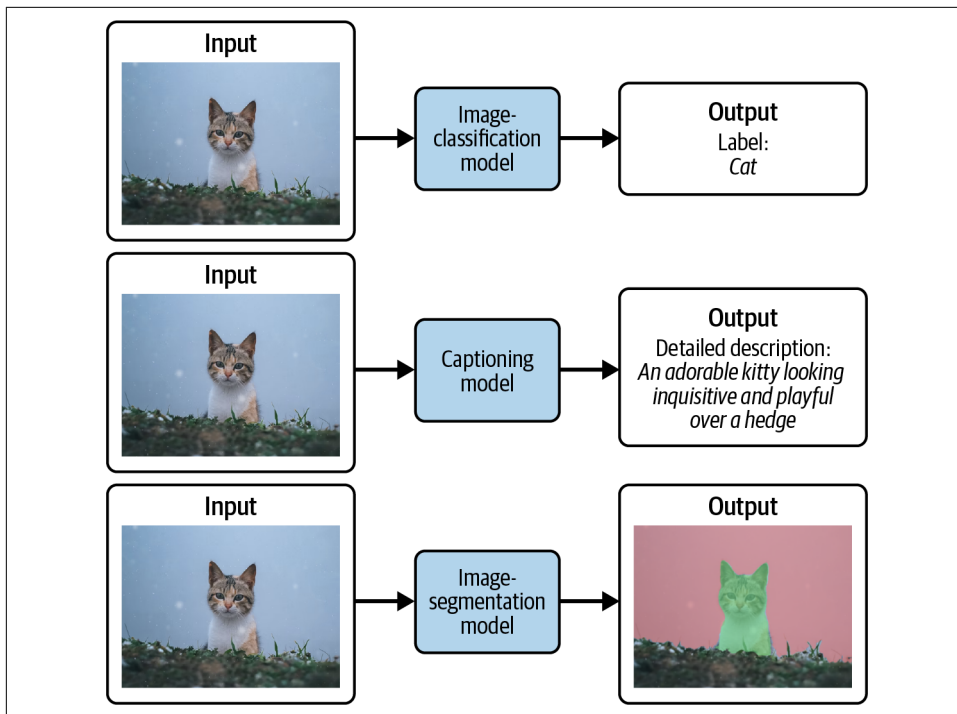 Input
Image-
classification
model
Output
Label:
Cat
Input
Captioning
model
Output
Detailed description:
An adorable kitty looking
inquisitive and playful
over a hedge
Input
Image-
segmentation
model
Output